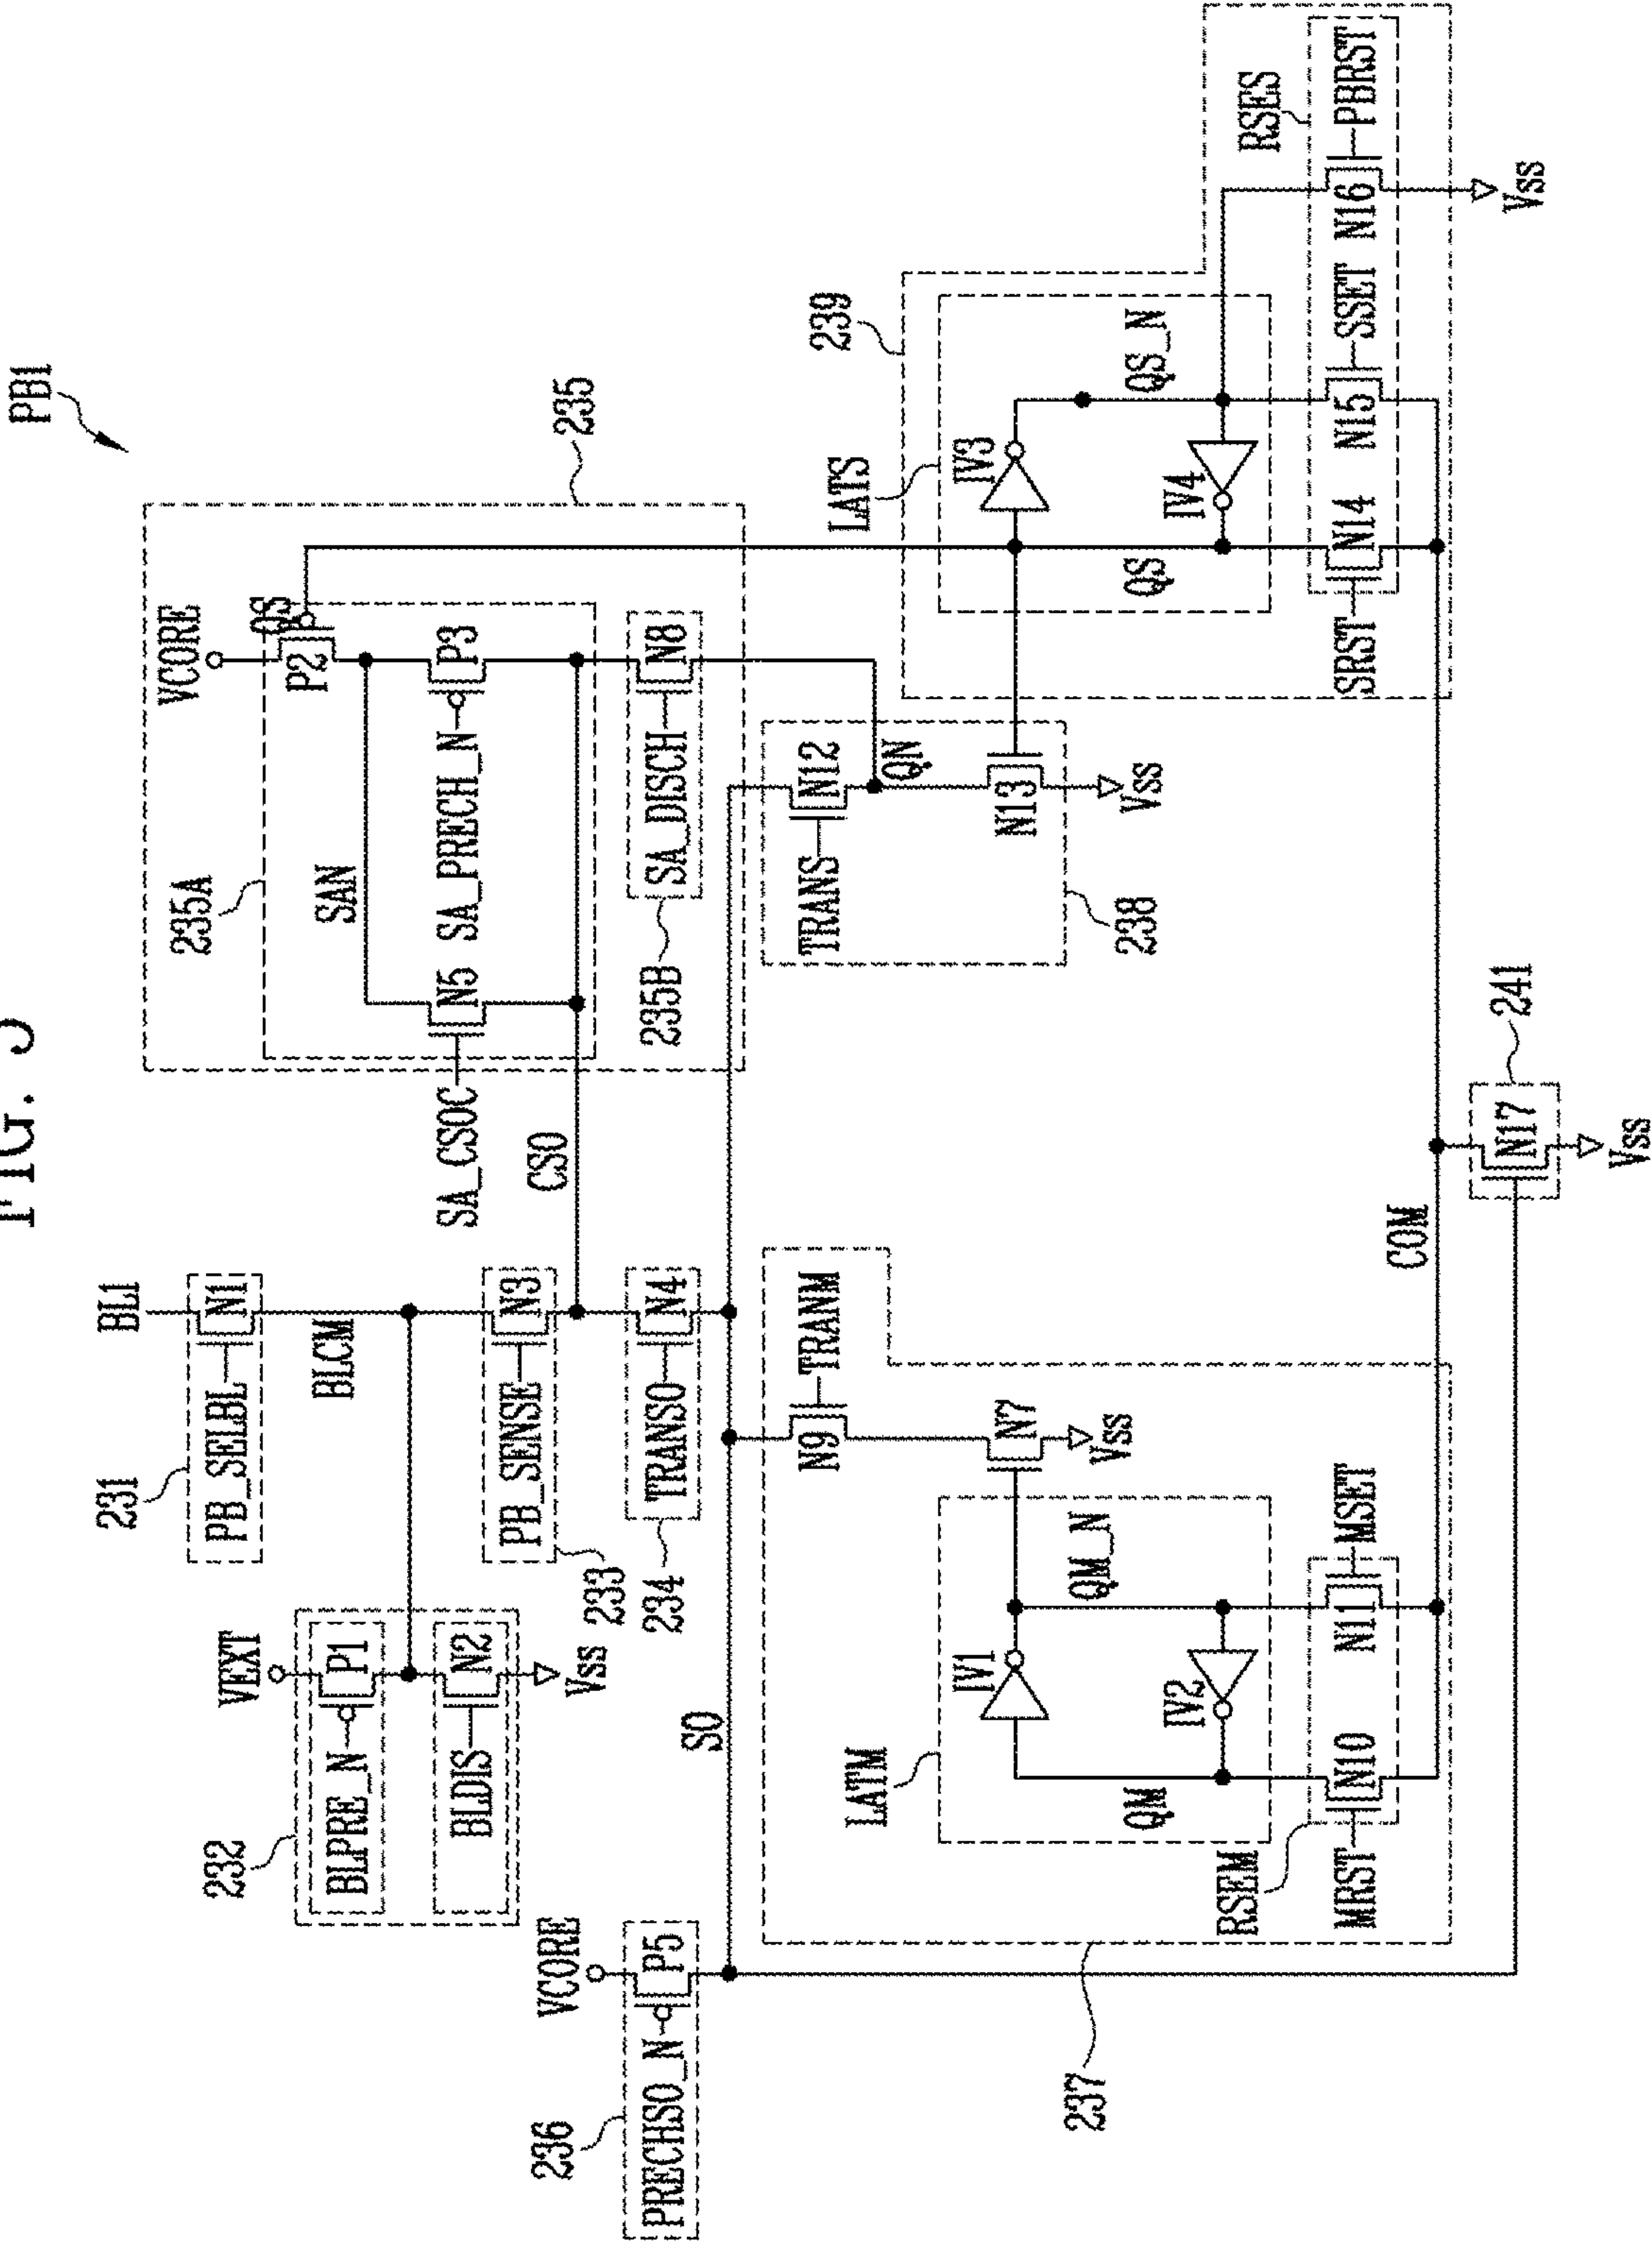 FIG. 5
PB1
BL1
VCORE
235
231
PB_SELBL
N1
235A
QS
P2
VEXT
232
BLPRE_N
P1
BLCM
SAN
BLDIS
N2
Vss
PB_SENSE
N3
233
SA_CSOC
N5
SA_PRECH_N
P3
CSO
VCORE
236
PRECHSO_N
P5
234
TRANSO
N4
235B
SA_DISCH
N8
SO
N9
TRANM
TRANS
N12
QN
LATS
239
LATM
IV1
N7
Vss
N13
Vss
IV3
237
QM
QM_N
238
QS
QS_N
IV2
IV4
RSEM
RSES
MRST
N10
N11
MSET
SRST
N14
N15
SSET
N16
PBRST
COM
Vss
241
N17
Vss